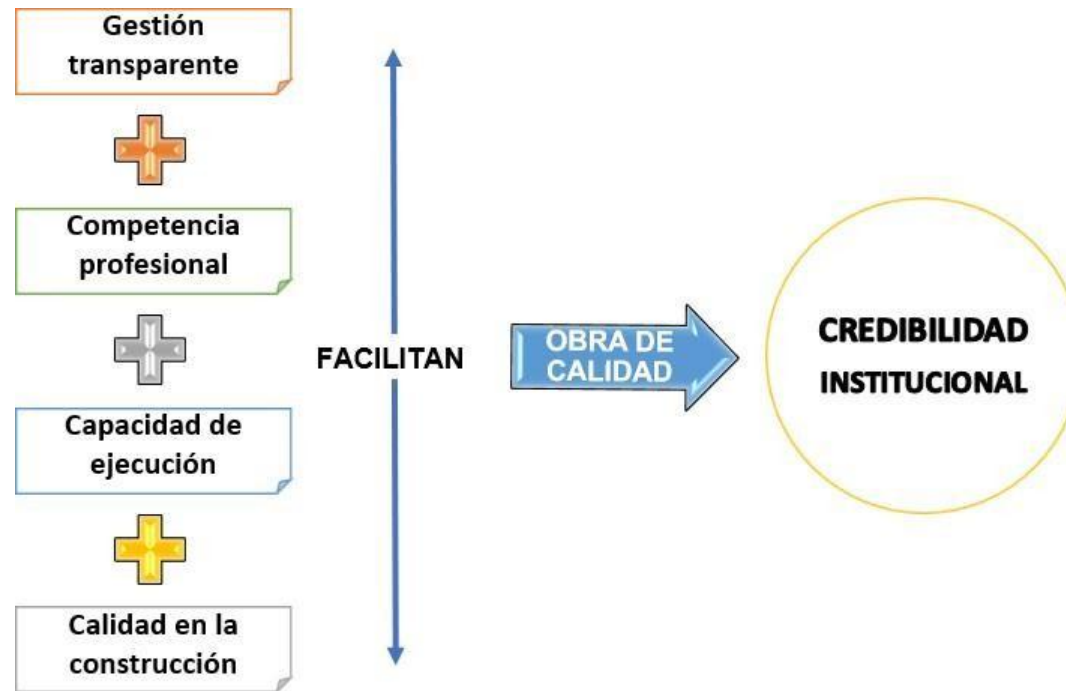 Gestión
transparente
Competencia
profesional
Capacidad de
ejecución
Calidad en la
construcción
FACILITAN
OBRA DE
CALIDAD
CREDIBILIDAD
INSTITUCIONAL